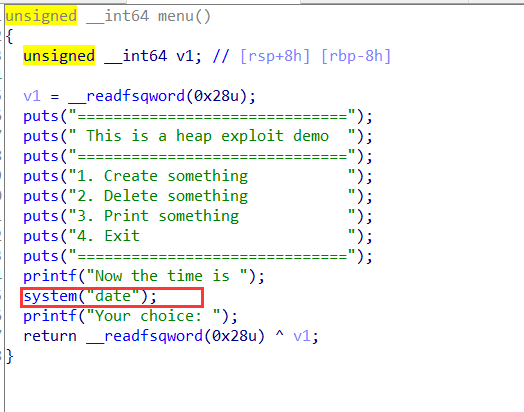 unsigned __int64 menu()
{
unsigned __int64 v1; // [rsp+8h] [rbp-8h]
v1 = __readfsqword(0x28u);
puts("==============================");
puts(" This is a heap exploit demo  ");
puts("==============================");
puts("1. Create something           ");
puts("2. Delete something           ");
puts("3. Print something            ");
puts("4. Exit                       ");
puts("==============================");
printf("Now the time is ");
system("date");
printf("Your choice: ");
return __readfsqword(0x28u) ^ v1;
}